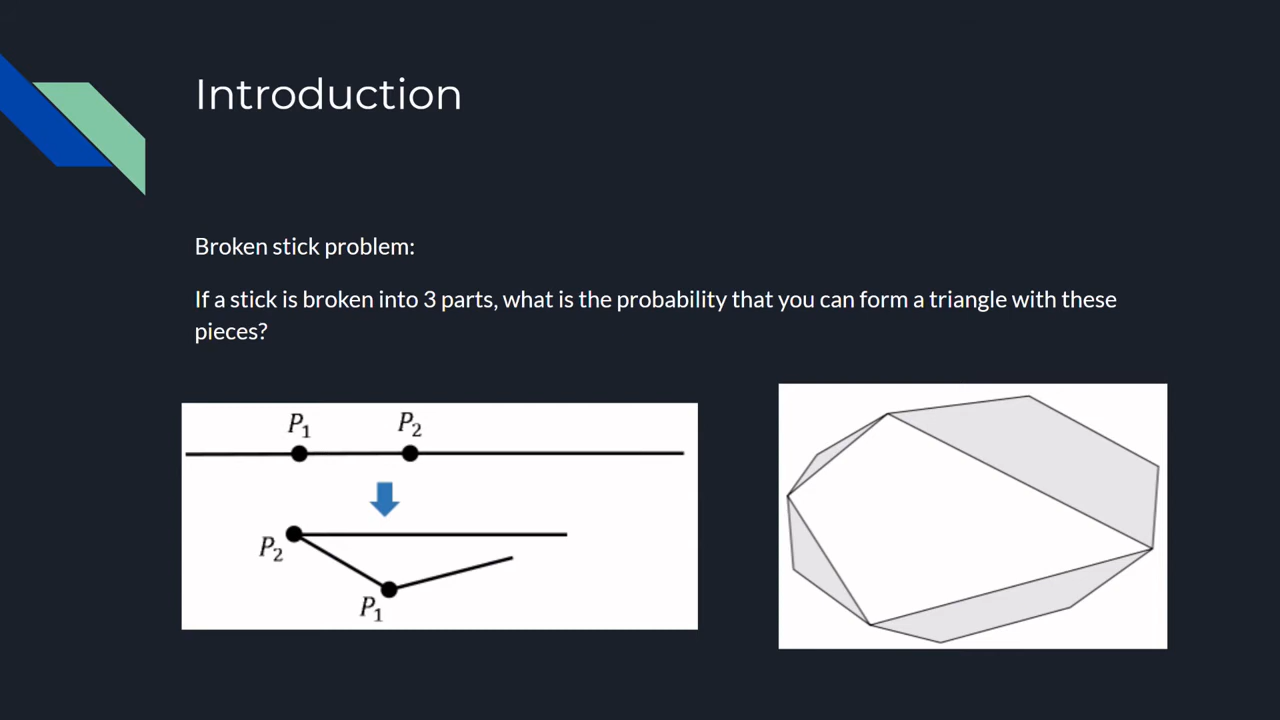 Introduction
Broken stick problem:
If a stick is broken into 3 parts, what is the probability that you can form a triangle with these
pieces?
P₁ P₂
P₂
P₁